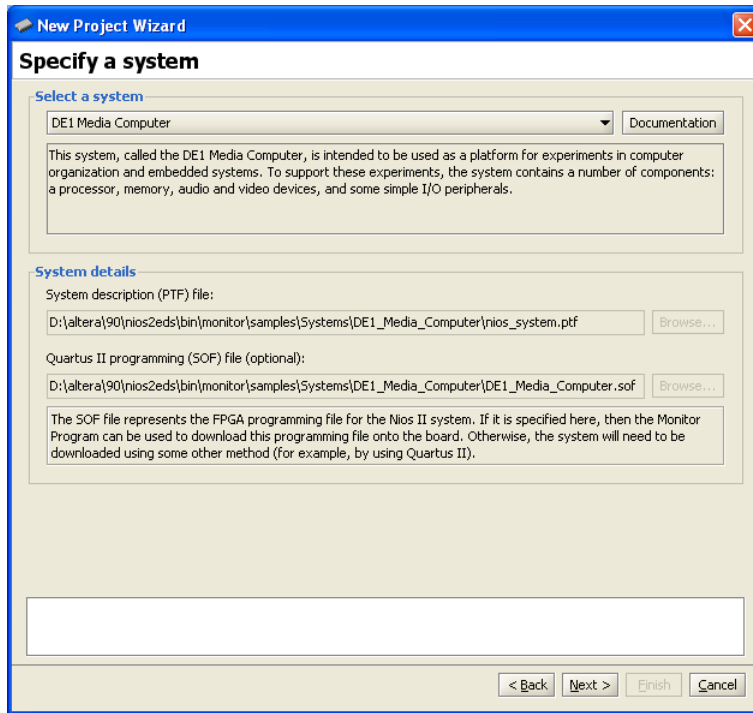 New Project Wizard
Specify a system
Select a system
DE1 Media Computer
Documentation
This system, called the DE1 Media Computer, is intended to be used as a platform for experiments in computer
organization and embedded systems. To support these experiments, the system contains a number of components:
a processor, memory, audio and video devices, and some simple I/O peripherals.
System details
System description (PTF) file:
D:\altera\90\nios2eds\bin\monitor\samples\Systems\DE1_Media_Computer\nios_system.ptf
Browse...
Quartus II programming (SOF) file (optional):
D:\altera\90\nios2eds\bin\monitor\samples\Systems\DE1_Media_Computer\DE1_Media_Computer.sof
Browse...
The SOF file represents the FPGA programming file for the Nios II system. If it is specified here, then the Monitor
Program can be used to download this programming file onto the board. Otherwise, the system will need to be
downloaded using some other method (for example, by using Quartus II).
< Back
Next >
Finish
Cancel